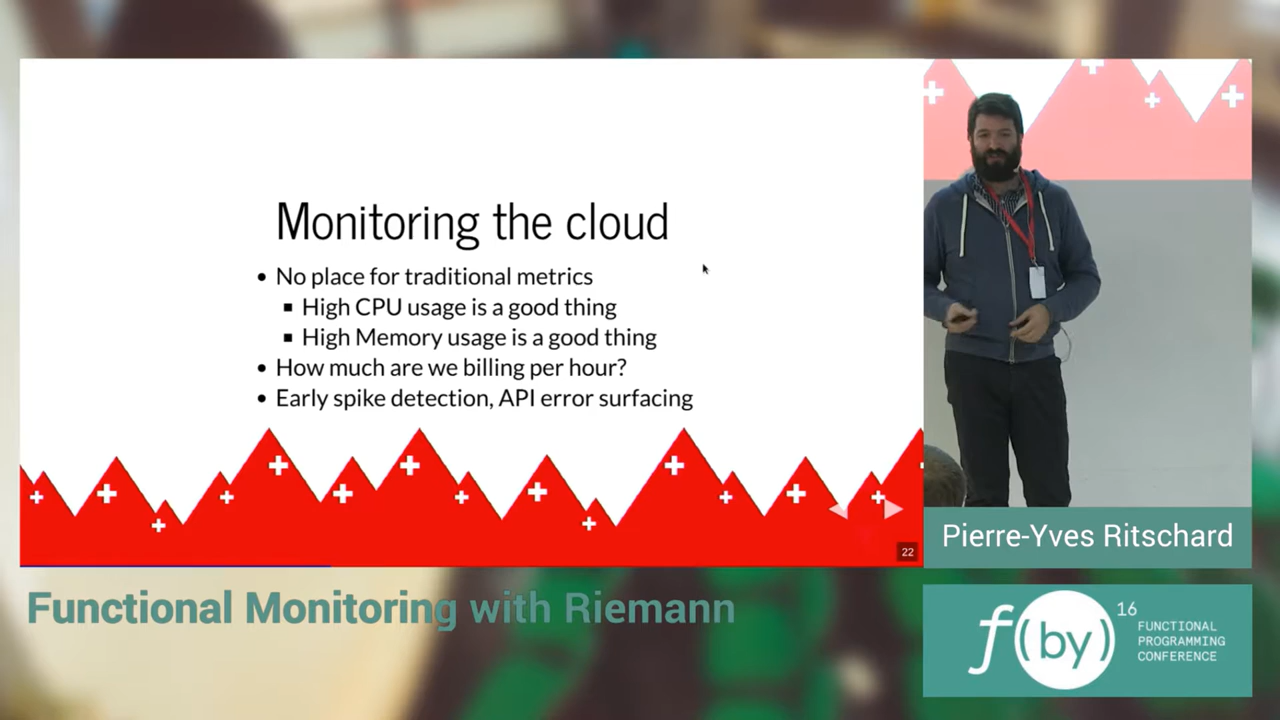 Monitoring the cloud
No place for traditional metrics
High CPU usage is a good thing
High Memory usage is a good thing
How much are we billing per hour?
Early spike detection, API error surfacing
22
Pierre-Yves Ritschard
Functional Monitoring with Riemann
f(by) 16
FUNCTIONAL
PROGRAMMING
CONFERENCE